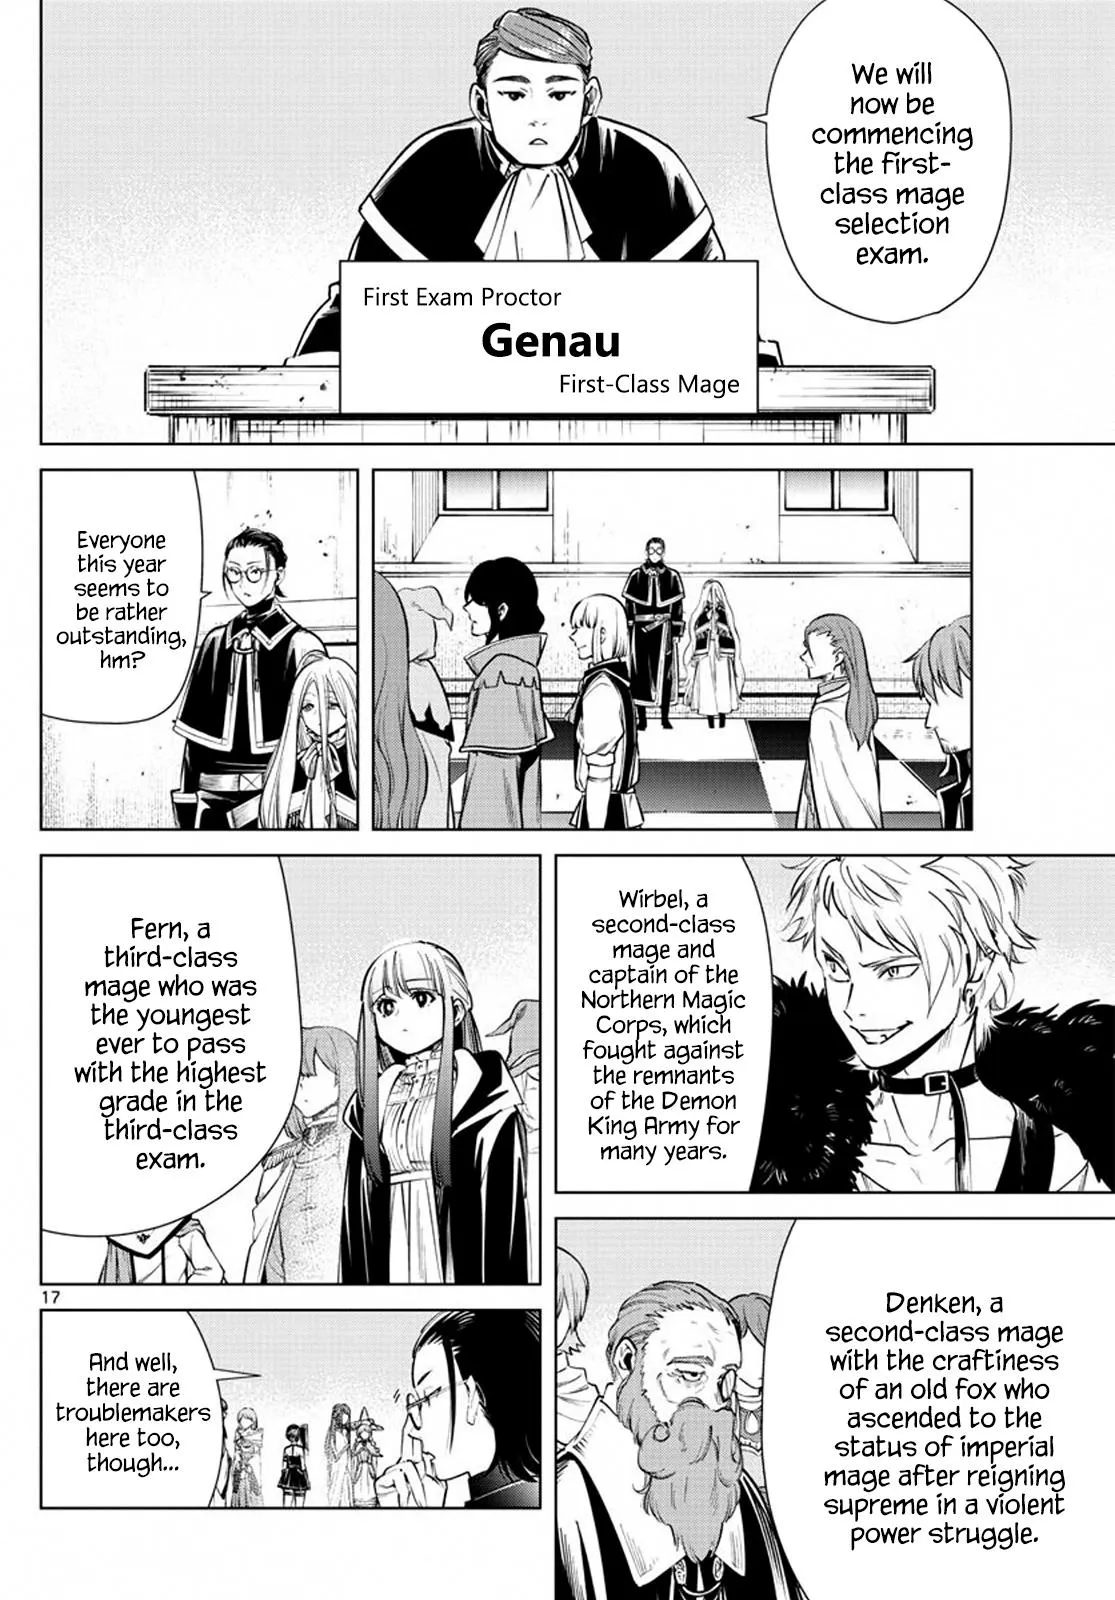 We will
now be
commencing
the first-
class mage
selection
exam.
First Exam Proctor
Genau
First-Class Mage
Everyone
this year
seems to
be rather
outstanding,
hm?
Wirbel, a
second-class
mage and
captain of the
Northern Magic
Corps, which
fought against
the remnants
of the Demon
King Army for
many years.
Fern, a
third-class
mage who was
the youngest
ever to pass
with the highest
grade in the
third-class
exam.
Denken, a
second-class mage
with the craftiness
of an old fox who
ascended to the
status of imperial
mage after reigning
supreme in a violent
power struggle.
17
And well,
there are
troublemakers
here too,
though...